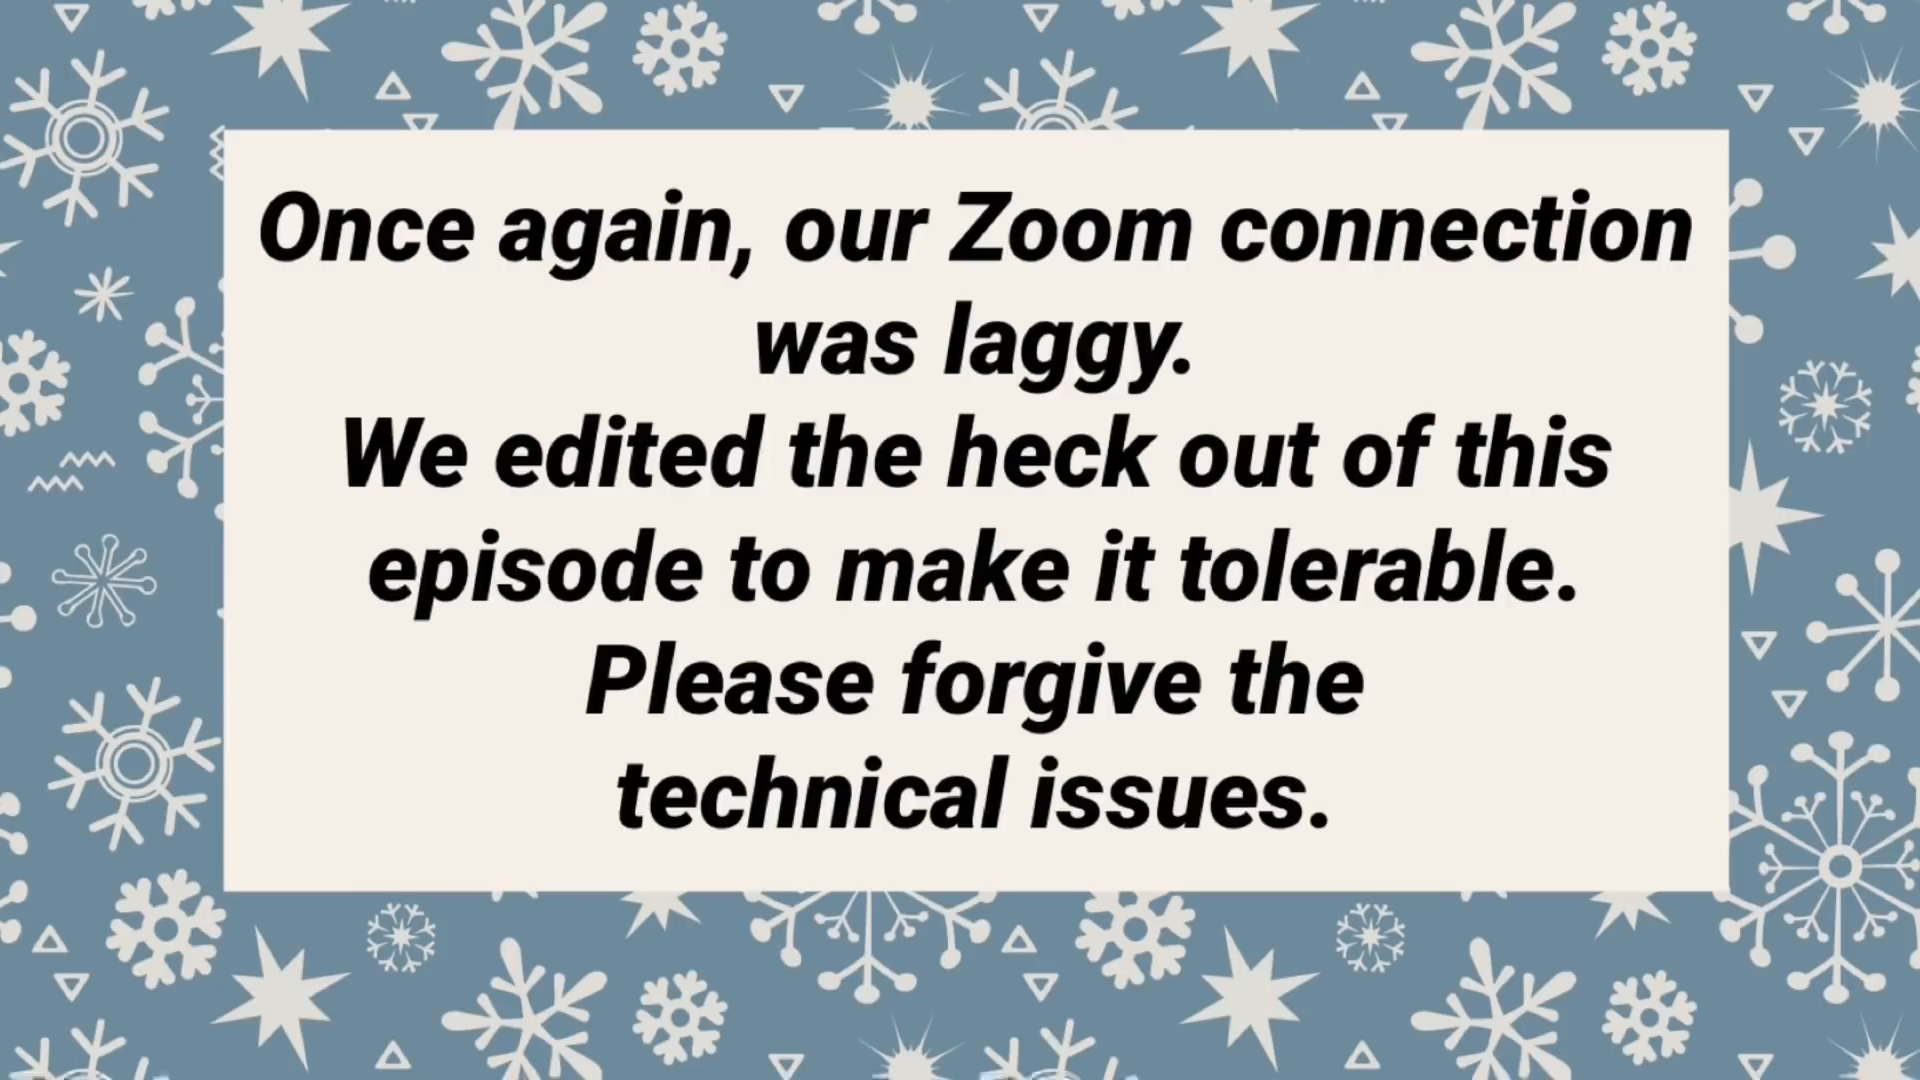 Once again, our Zoom connection
was laggy.
We edited the heck out of this
episode to make it tolerable.
Please forgive the
technical issues.